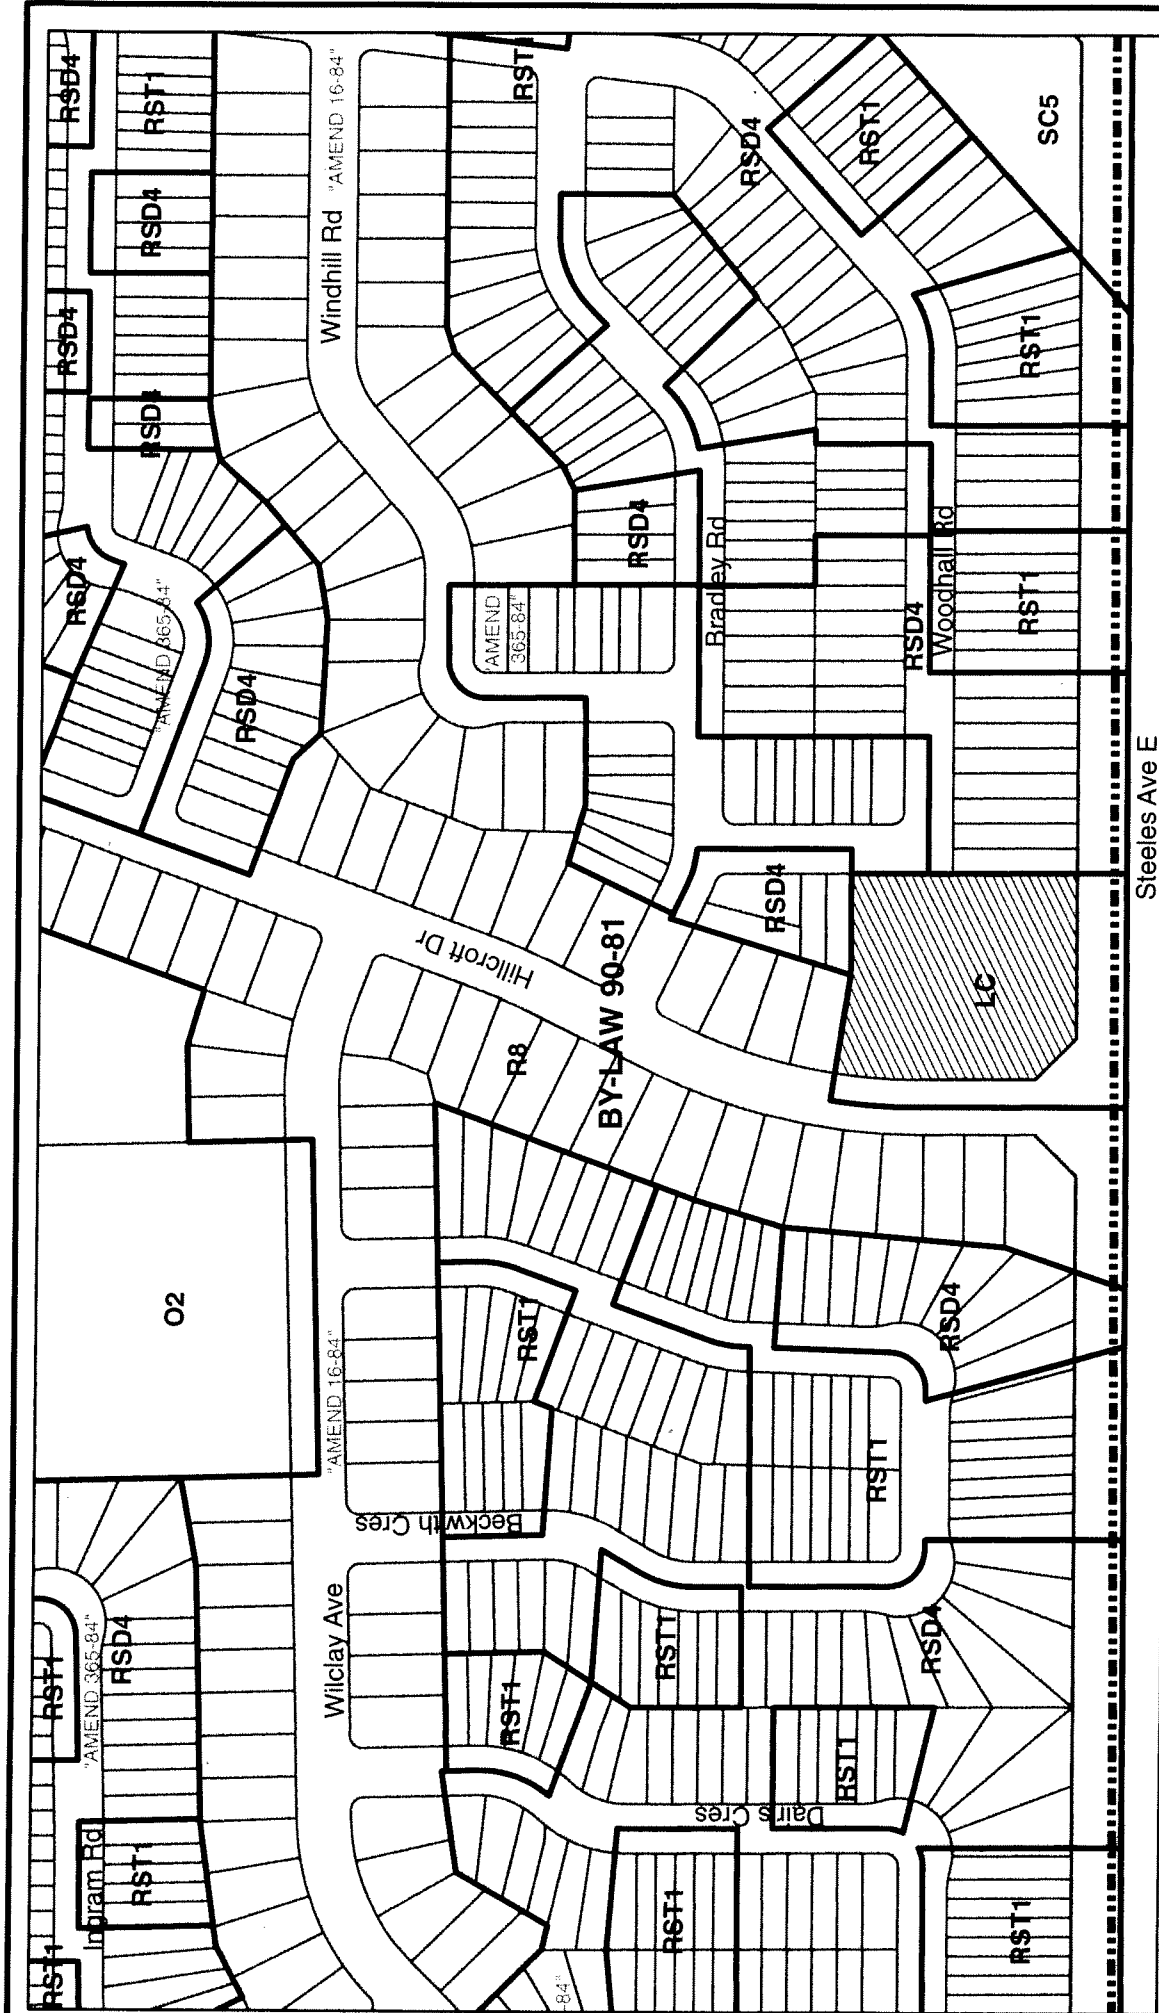 RSD4
RST1
RSD4
RSD4
RSD4
Windhill Rd
"AMEND 16-84"
RST1
RSD4
RST1
SC5
RST1
RSD4
"AMEND 365-84"
RSD4
RSD4
"AMEND
365-84"
Bradley Rd
RSD4
Woodhall Rd
RST1
Steeles Ave E
Hillcroft Dr
RSD4
LC
R8
BY-LAW 90-81
O2
"AMEND 16-84"
RST1
RSD4
RST1
Beckwith Cres
Wilclay Ave
RST1
"AMEND 365-84"
RSD4
RST1
RST1
RSD4
RST1
Dairis Cres
Ingram Rd
RST1
RST1
RST1
RST1
-84"